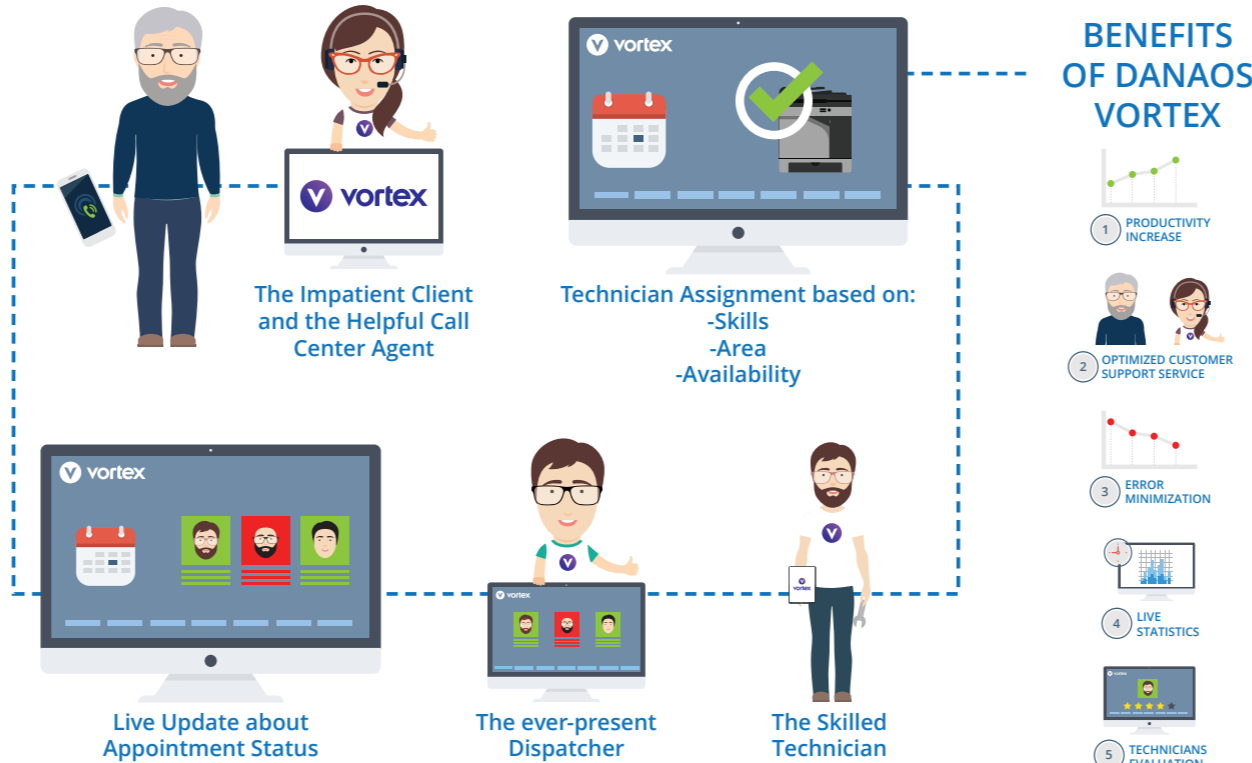 vortex
vortex
The Impatient Client
and the Helpful Call
Center Agent
Technician Assignment based on:
-Skills
-Area
-Availability
vortex
vortex
vortex
Live Update about
Appointment Status
The ever-present
Dispatcher
The Skilled
Technician
BENEFITS
OF DANAOS
VORTEX
1 PRODUCTIVITY
INCREASE
2 OPTIMIZED CUSTOMER
SUPPORT SERVICE
3 ERROR
MINIMIZATION
4 LIVE
STATISTICS
vortex
5 TECHNICIANS
EVALUATION